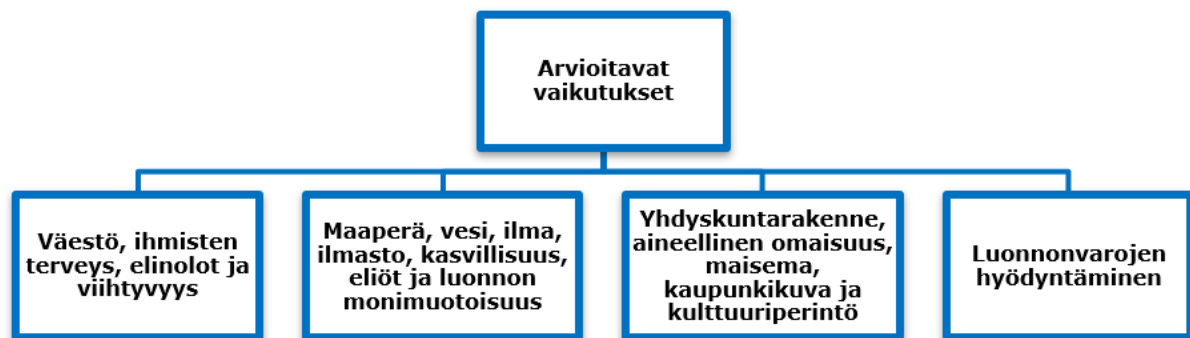 Arvioitavat
vaikutukset
Väestö, ihmisten
terveys, elinolot ja
viihtyvyys
Maaperä, vesi, ilma,
ilmasto, kasvillisuus,
eliöt ja luonnon
monimuotoisuus
Yhdyskuntarakenne,
aineellinen omaisuus,
maisema,
kaupunkikuva ja
kulttuuriperintö
Luonnonvarojen
hyödyntäminen